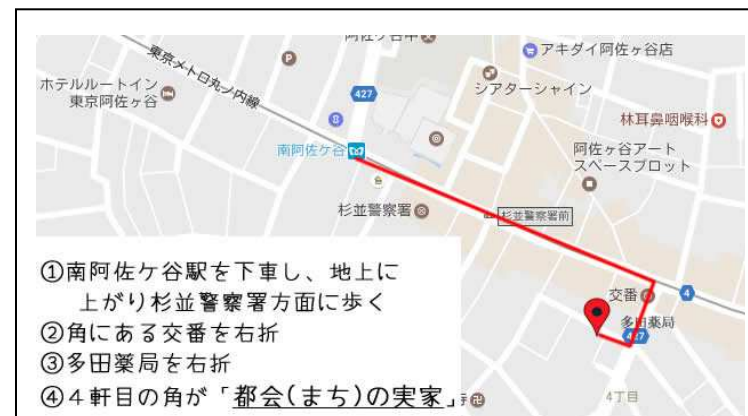 アキダイ阿佐ヶ谷店
東京メトロ丸ノ内線
シアターシャイン
ホテルルートイン
東京阿佐ヶ谷
427
林耳鼻咽喉科
南阿佐ケ谷
阿佐ヶ谷アート
スペースブロット
杉並警察署
杉並警察署前
交番
4
多田薬局
427
4丁目
①南阿佐ケ谷駅を下車し、地上に
上がり杉並警察署方面に歩く
②角にある交番を右折
③多田薬局を右折
④4軒目の角が「都会(まち)の実家」